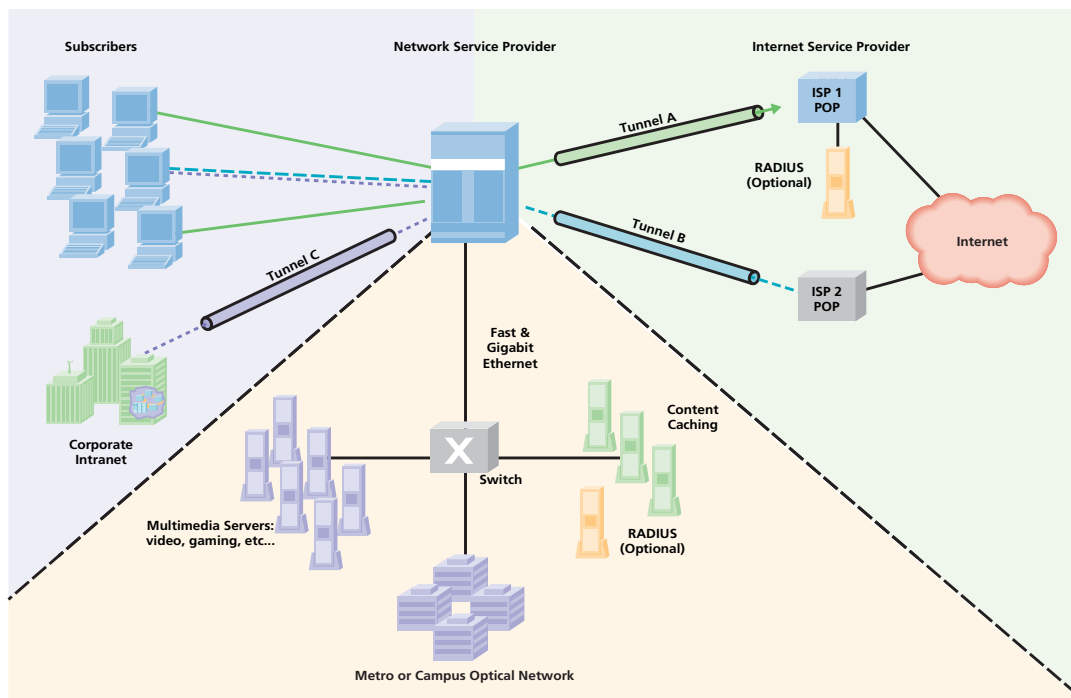 Subscribers
Network Service Provider
Internet Service Provider
ISP 1
POP
Tunnel A
RADIUS
(Optional)
Tunnel B
Internet
Tunnel C
ISP 2
POP
Fast &
Gigabit
Ethernet
Content
Caching
Corporate
Intranet
X
Switch
Multimedia Servers:
video, gaming, etc...
RADIUS
(Optional)
Metro or Campus Optical Network